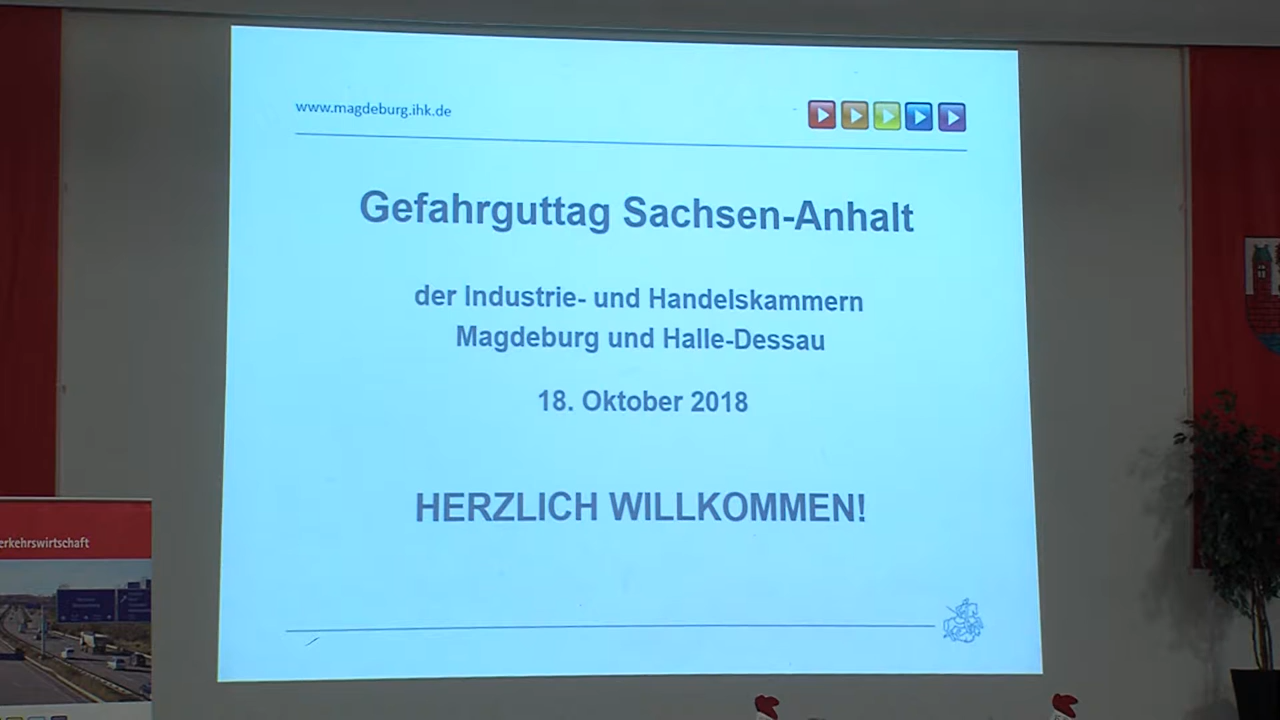 www.magdeburg.ihk.de
Gefahrguttag Sachsen-Anhalt
der Industrie- und Handelskammern
Magdeburg und Halle-Dessau
18. Oktober 2018
HERZLICH WILLKOMMEN!
erkehrswirtschaft